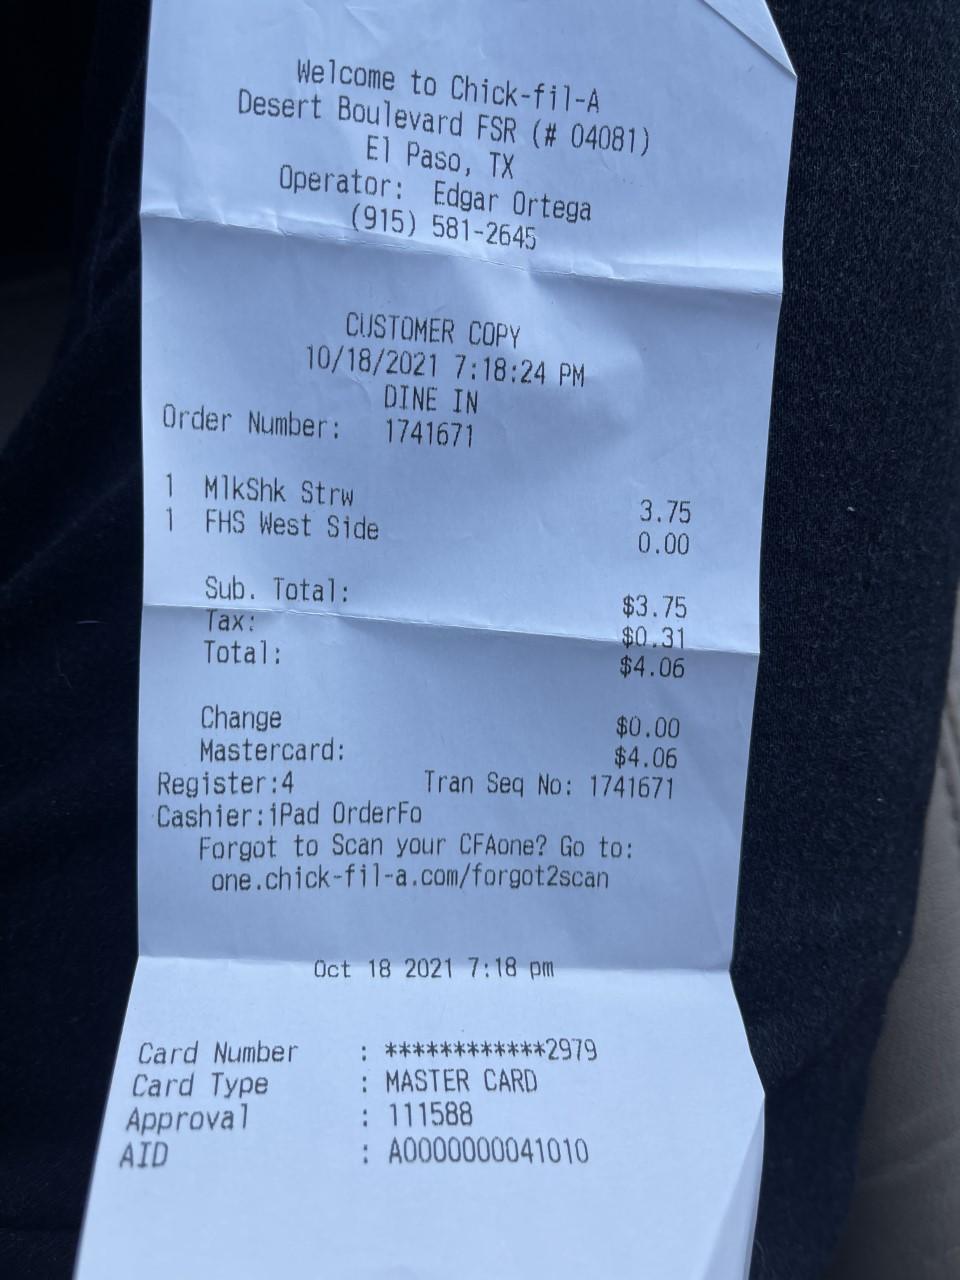 Welcome to Chick-fil-A
Desert Boulevard FSR (# 04081)
El Paso, TX
Operator: Edgar Ortega
(915) 581-2645
CUSTOMER COPY
10/18/2021 7:18:24 PM
DINE IN
Order Number: 1741671
1 MlkShk Strw 3.75
1 FHS West Side 0.00
Sub. Total: $3.75
Tax: $0.31
Total: $4.06
Change $0.00
Mastercard: $4.06
Register:4 Tran Seq No: 1741671
Cashier:iPad OrderFo
Forgot to Scan your CFAone? Go to:
one.chick-fil-a.com/forgot2scan
Oct 18 2021 7:18 pm
Card Number : ************2979
Card Type : MASTER CARD
Approval : 111588
AID : A0000000041010